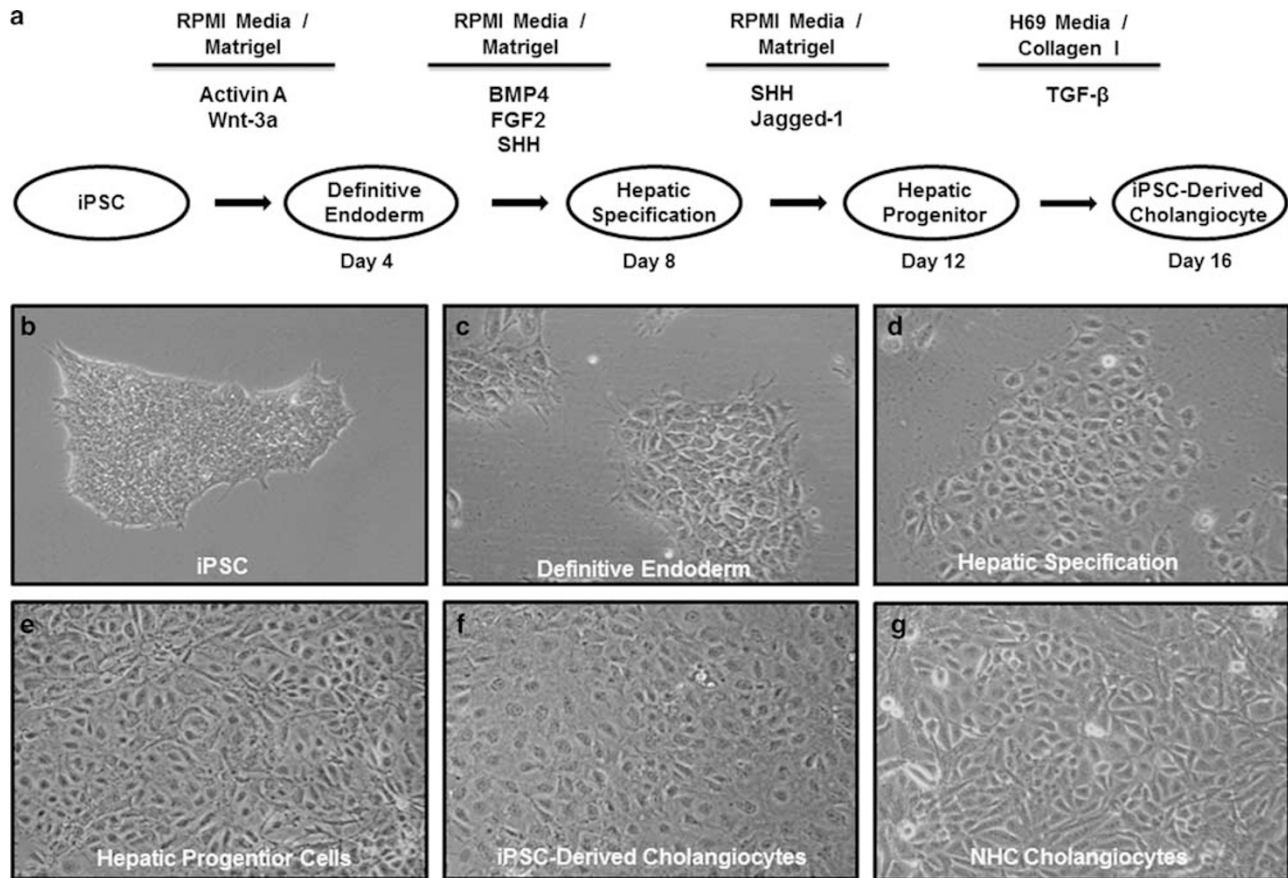 a
RPMI Media /
Matrigel
Activin A
Wnt-3a
RPMI Media /
Matrigel
BMP4
FGF2
SHH
RPMI Media /
Matrigel
SHH
Jagged-1
H69 Media /
Collagen I
TGF-β
iPSC
Definitive
Endoderm
Day 4
Hepatic
Specification
Day 8
Hepatic
Progenitor
Day 12
iPSC-Derived
Cholangiocyte
Day 16
b
iPSC
c
Definitive Endoderm
d
Hepatic Specification
e
Hepatic Progentior Cells
f
iPSC-Derived Cholangiocytes
g
NHC Cholangiocytes